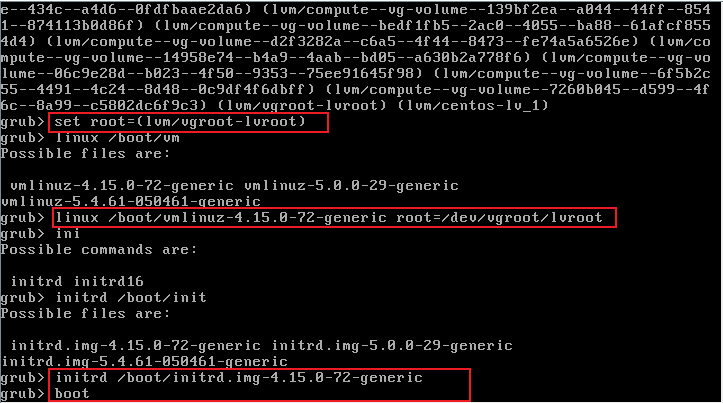 e--434c--a4d6--0fdfbaae2da6) (lvm/compute--vg-volume--139bf2ea--a044--44ff--854
1--874113b0d86f) (lvm/compute--vg-volume--bedf1fb5--2ac0--4055--ba88--61afcf855
4d4) (lvm/compute--vg-volume--d2f3282a--c6a5--4f44--8473--fe74a5a6526e) (lvm/co
mpute--vg-volume--14958e74--b4a9--4aab--bd05--a630b2a778f6) (lvm/compute--vg-vo
lume--06c9e28d--b023--4f50--9353--75ee91645f98) (lvm/compute--vg-volume--6f5b2c
55--4491--4c24--8d48--0c9df4f6dbff) (lvm/compute--vg-volume--7260b045--d599--4f
6c--8a99--c5802dc6f9c3) (lvm/vgroot-lvroot) (lvm/centos-lv_1)
grub> set root=(lvm/vgroot-lvroot)
grub> linux /boot/vm
Possible files are:
vmlinuz-4.15.0-72-generic vmlinuz-5.0.0-29-generic
vmlinuz-5.4.61-050461-generic
grub> linux /boot/vmlinuz-4.15.0-72-generic root=/dev/vgroot/lvroot
grub> ini
Possible commands are:
initrd initrd16
grub> initrd /boot/init
Possible files are:
initrd.img-4.15.0-72-generic initrd.img-5.0.0-29-generic
initrd.img-5.4.61-050461-generic
grub> initrd /boot/initrd.img-4.15.0-72-generic
grub> boot